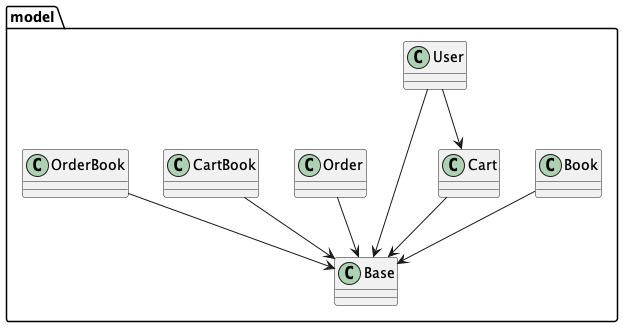 model
C User
C OrderBook
C CartBook
C Order
C Cart
C Book
C Base